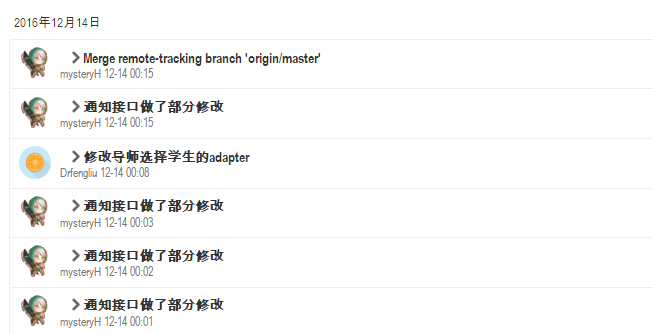 2016年12月14日
Merge remote-tracking branch 'origin/master'
mysteryH 12-14 00:15
通知接口做了部分修改
mysteryH 12-14 00:15
修改导师选择学生的adapter
Drfengliu 12-14 00:08
通知接口做了部分修改
mysteryH 12-14 00:03
通知接口做了部分修改
mysteryH 12-14 00:02
通知接口做了部分修改
mysteryH 12-14 00:01